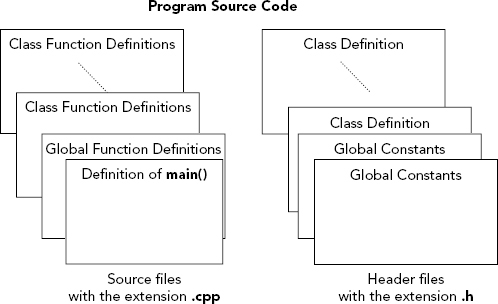 Program Source Code
Class Function Definitions
Class Function Definitions
Global Function Definitions
Definition of main()
Source files
with the extension .cpp
Class Definition
Class Definition
Global Constants
Global Constants
Header files
with the extension .h